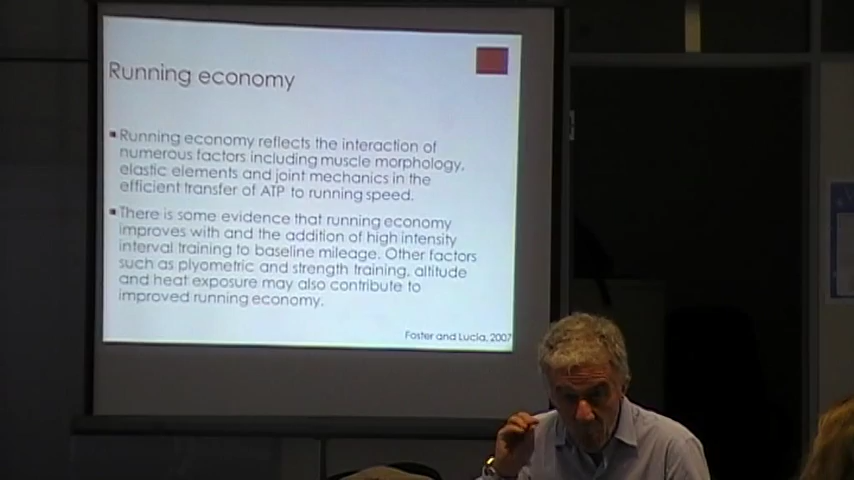 Running economy
Running economy reflects the interaction of
numerous factors including muscle morphology,
elastic elements and joint mechanics in the
efficient transfer of ATP to running speed.
There is some evidence that running economy
improves with and the addition of high intensity
interval training to baseline mileage. Other factors
such as plyometric and strength training, altitude
and heat exposure may also contribute to
improved running economy.
Foster and Lucia, 2007